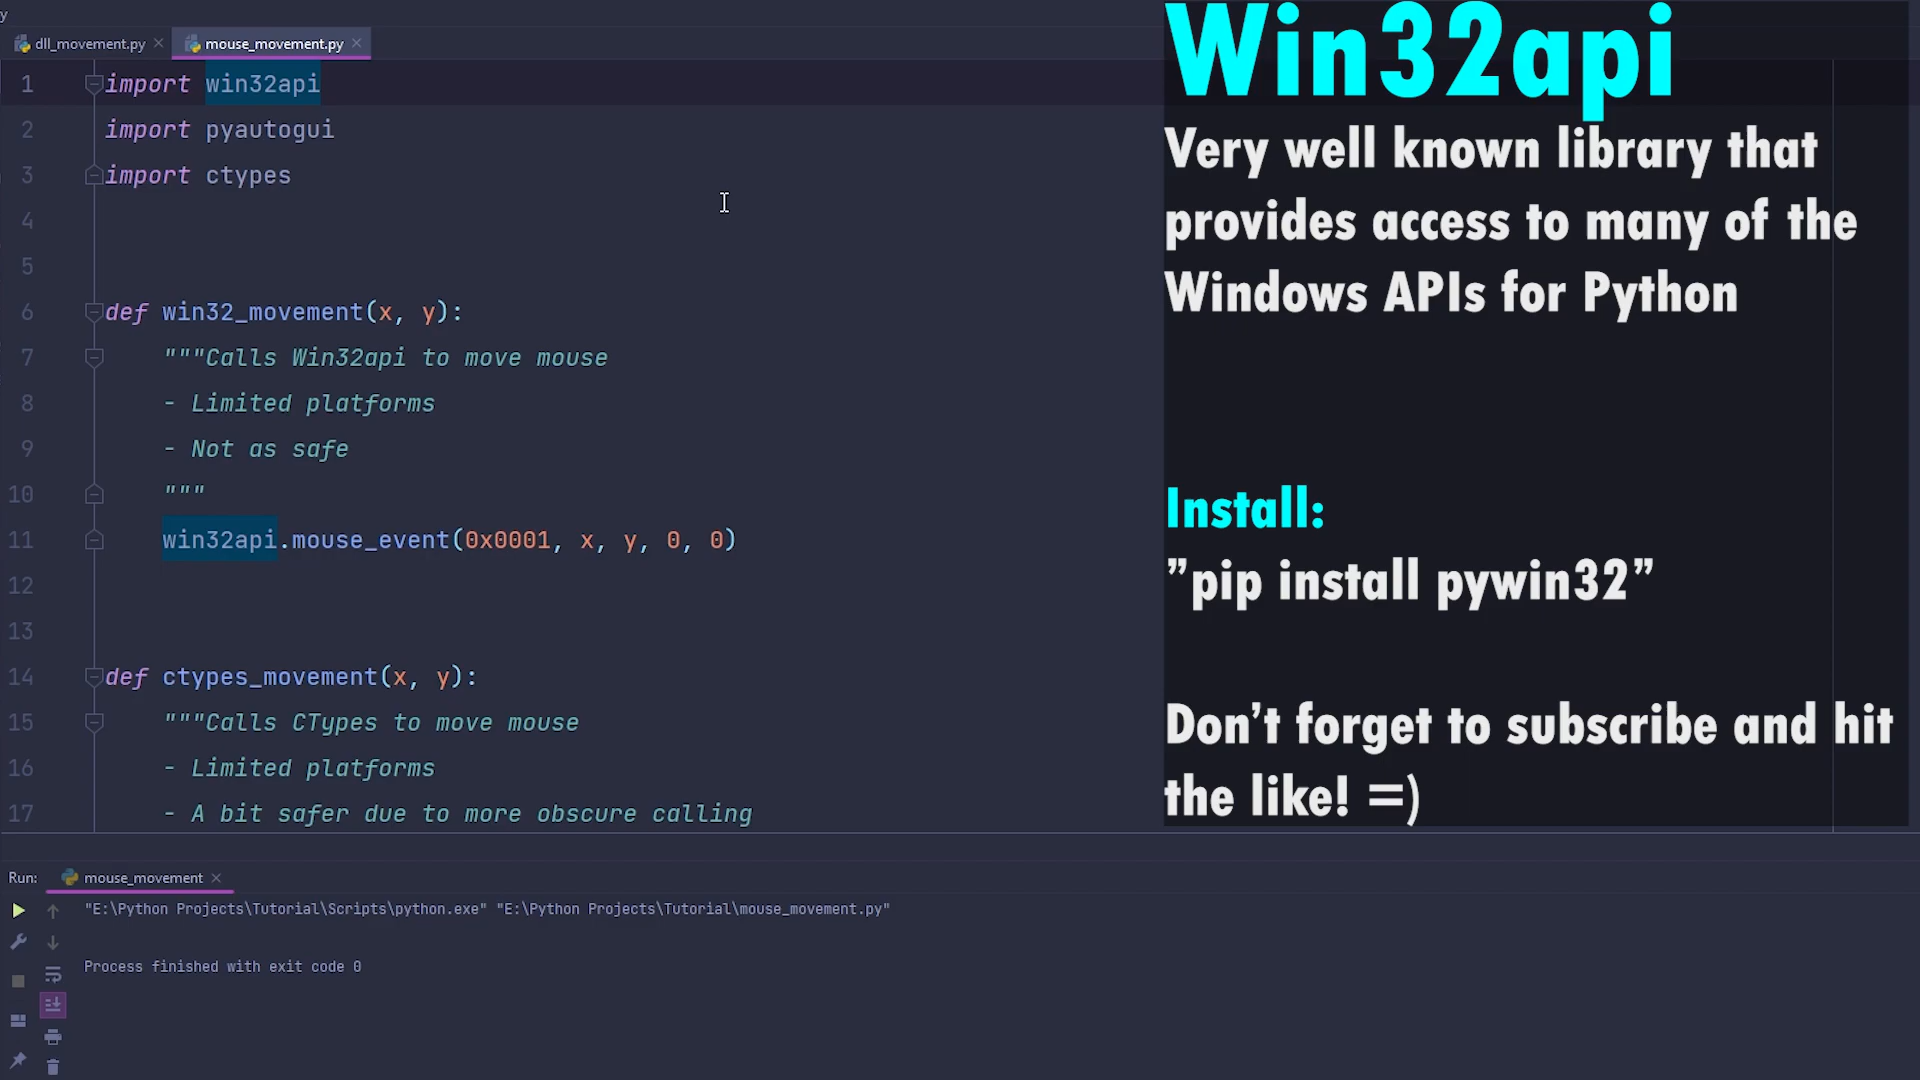 y
dll_movement.py
mouse_movement.py
1 import win32api
2 import pyautogui
3 import ctypes
4
5
6 def win32_movement(x, y):
7 """Calls Win32api to move mouse
8 - Limited platforms
9 - Not as safe
10 """
11 win32api.mouse_event(0x0001, x, y, 0, 0)
12
13
14 def ctypes_movement(x, y):
15 """Calls CTypes to move mouse
16 - Limited platforms
17 - A bit safer due to more obscure calling
Win32api
Very well known library that
provides access to many of the
Windows APIs for Python
Install:
”pip install pywin32”
Don’t forget to subscribe and hit
the like! =)
Run: mouse_movement
"E:\Python Projects\Tutorial\Scripts\python.exe" "E:\Python Projects\Tutorial\mouse_movement.py"
Process finished with exit code 0